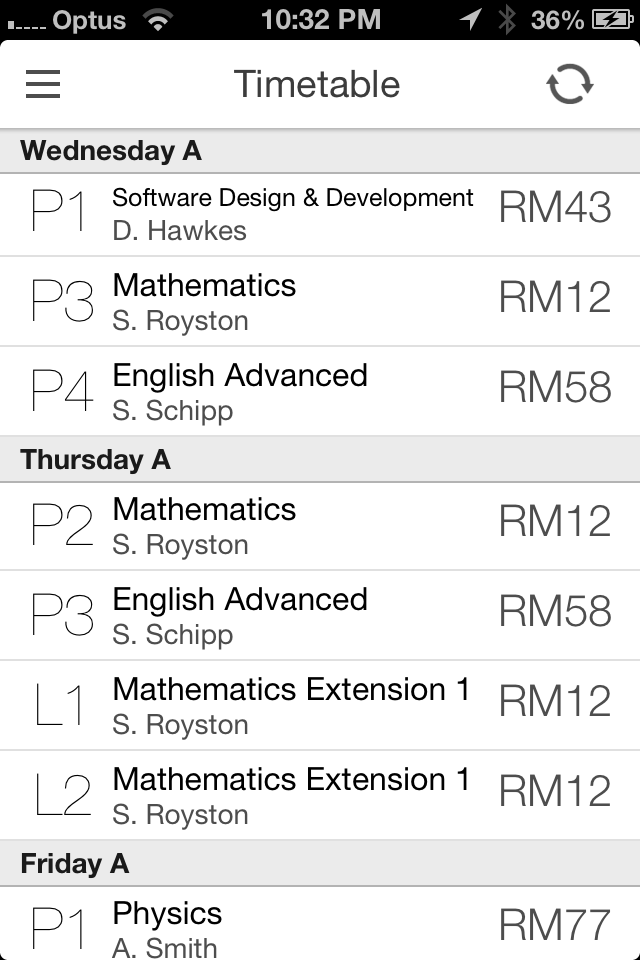 Optus 10:32 PM 36%
Timetable
Wednesday A
P1 Software Design & Development RM43
D. Hawkes
P3 Mathematics RM12
S. Royston
P4 English Advanced RM58
S. Schipp
Thursday A
P2 Mathematics RM12
S. Royston
P3 English Advanced RM58
S. Schipp
L1 Mathematics Extension 1 RM12
S. Royston
L2 Mathematics Extension 1 RM12
S. Royston
Friday A
P1 Physics RM77
A. Smith